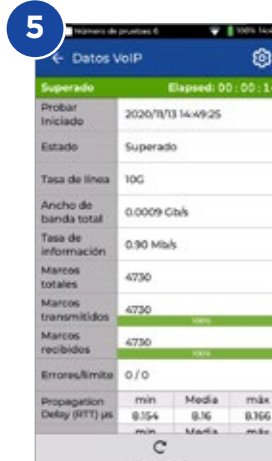 5
Número de pruebas: 6
100%
Datos VoIP
Superado Elapsed: 00:00:14
Probar
Iniciado
2020/11/13 14:49:25
Estado
Superado
Tasa de línea
10G
Ancho de
banda total
0.0009 Gb/s
Tasa de
información
0.90 Mb/s
Marcos
totales
4730
Marcos
transmitidos
4730
100%
Marcos
recibidos
4730
100%
Errores/límite
0 / 0
Propagation
Delay (RTT) µs
min Media máx
8.154 8.16 8.166
min Media máx